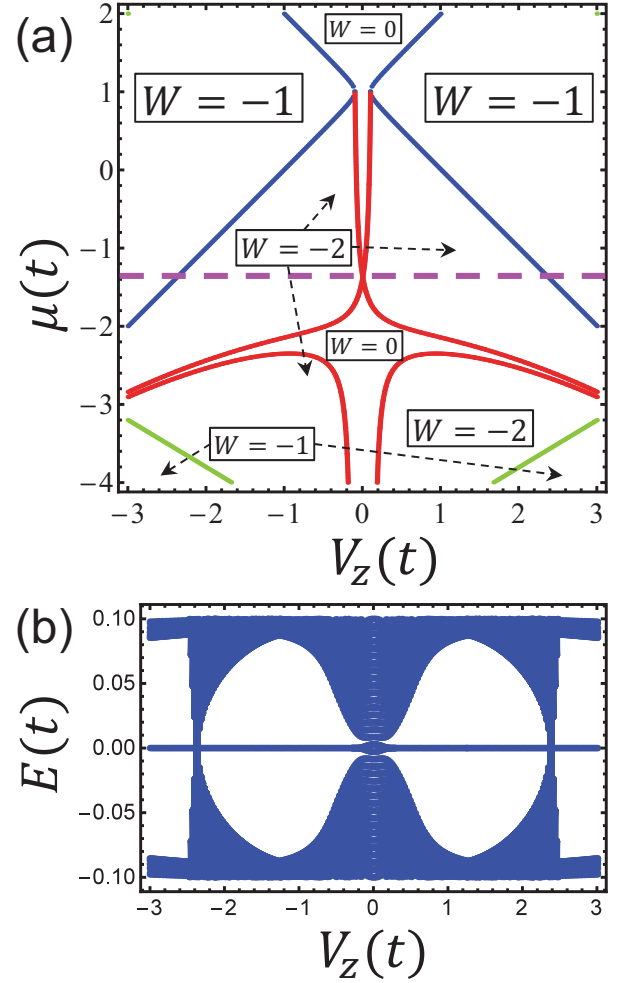 (a)
W = 0
W = −1
W = −1
W = −2
W = 0
W = −2
W = −1
2
1
0
−1
−2
−3
−4
μ(t)
−3 −2 −1 0 1 2 3
V_z(t)
(b)
0.10
0.05
0.00
−0.05
−0.10
E(t)
−3 −2 −1 0 1 2 3
V_z(t)